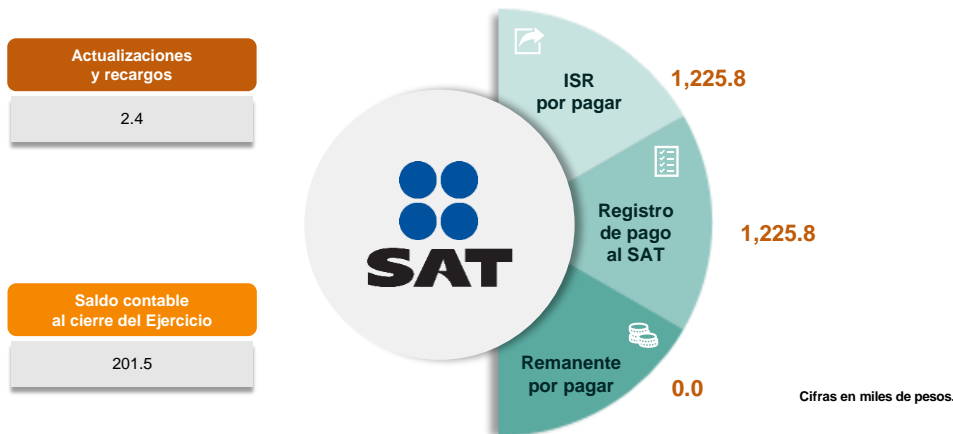 Actualizaciones
y recargos
2.4
Saldo contable
al cierre del Ejercicio
201.5
SAT
ISR
por pagar
1,225.8
Registro
de pago
al SAT
1,225.8
Remanente
por pagar
0.0
Cifras en miles de pesos.